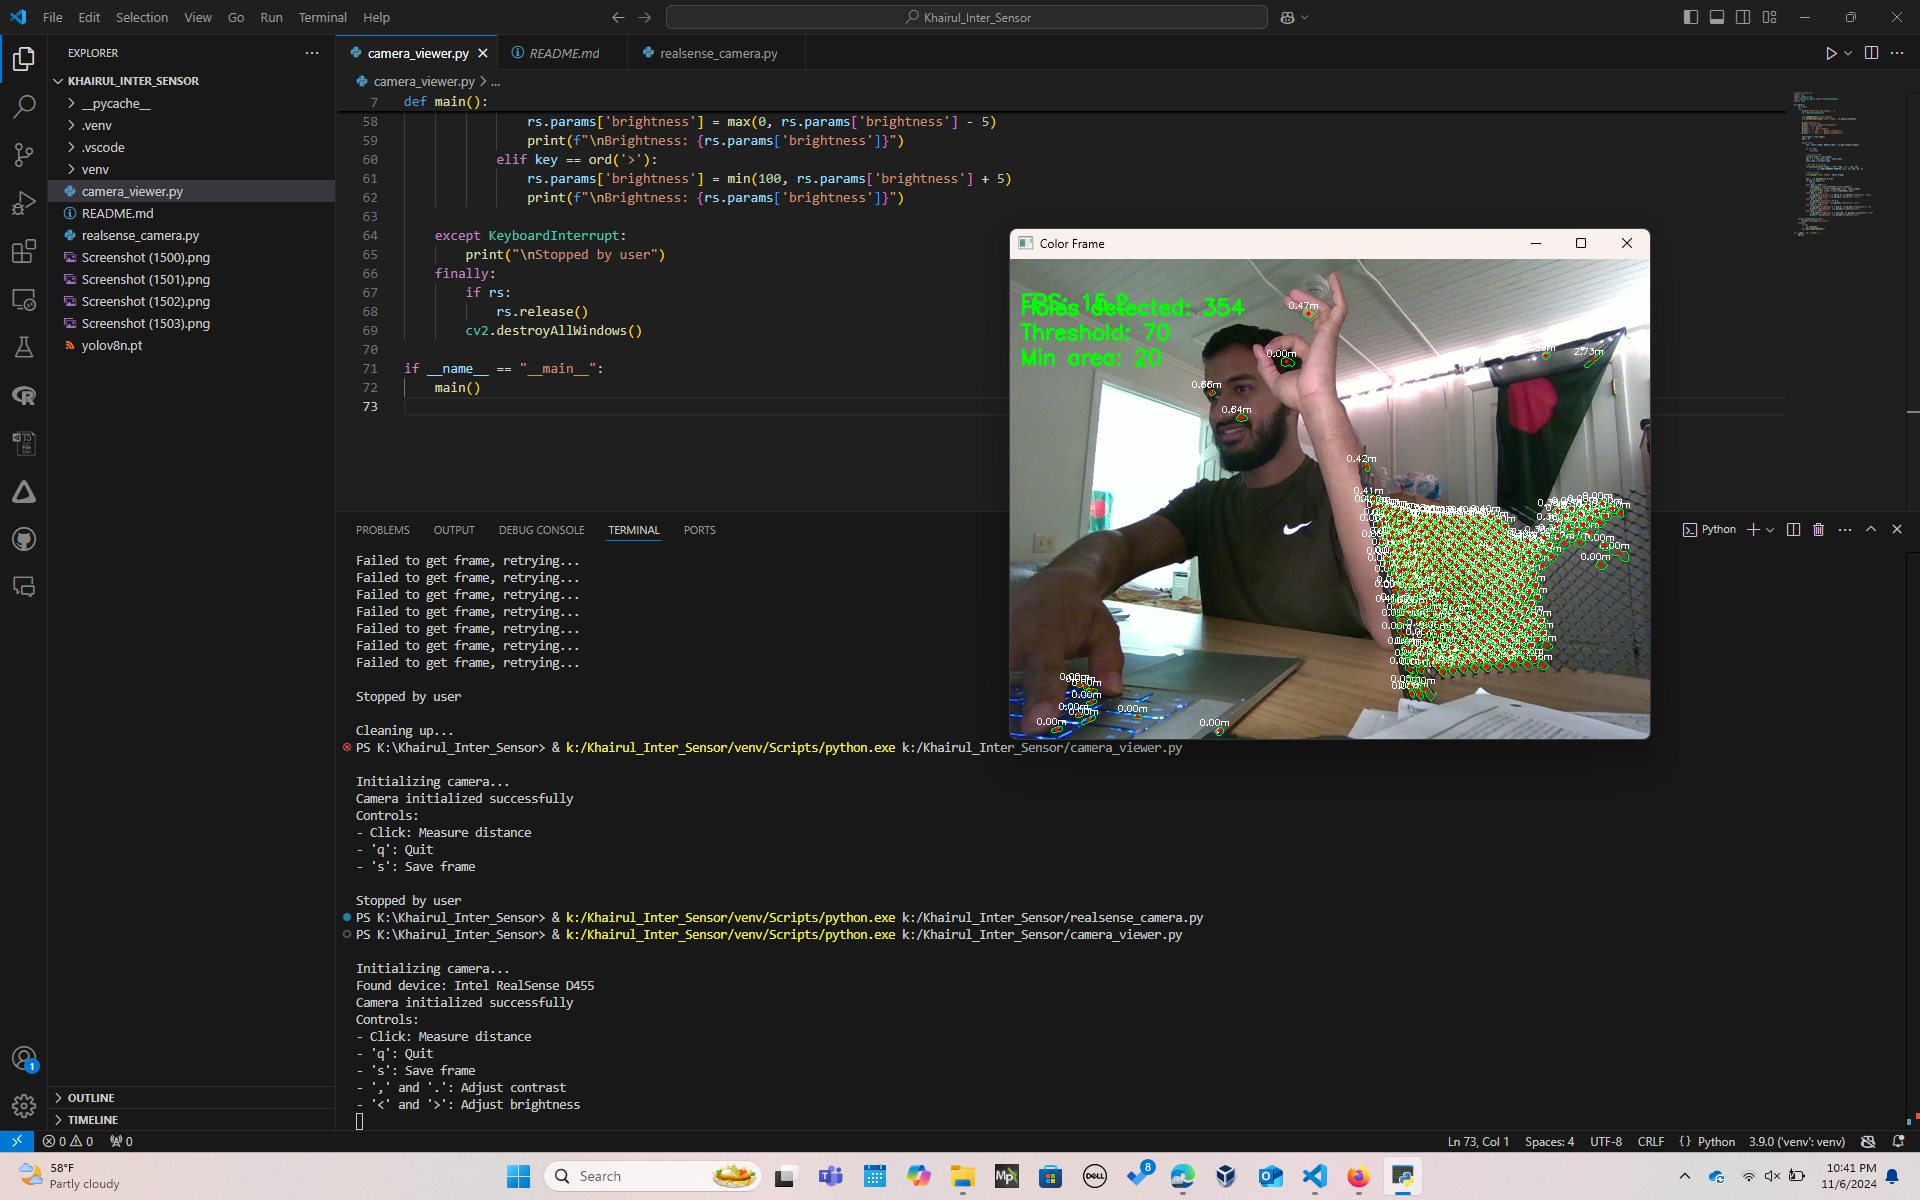 File Edit Selection View Go Run Terminal Help
Khairul_Inter_Sensor
EXPLORER
KHAIRUL_INTER_SENSOR
__pycache__
.venv
.vscode
venv
camera_viewer.py
README.md
realsense_camera.py
Screenshot (1500).png
Screenshot (1501).png
Screenshot (1502).png
Screenshot (1503).png
yolov8n.pt
OUTLINE
TIMELINE
camera_viewer.py README.md realsense_camera.py
camera_viewer.py > ...
7 def main():
58 rs.params['brightness'] = max(0, rs.params['brightness'] - 5)
59 print(f"\nBrightness: {rs.params['brightness']}")
60 elif key == ord('>'):
61 rs.params['brightness'] = min(100, rs.params['brightness'] + 5)
62 print(f"\nBrightness: {rs.params['brightness']}")
63
64 except KeyboardInterrupt:
65 print("\nStopped by user")
66 finally:
67 if rs:
68 rs.release()
69 cv2.destroyAllWindows()
70
71 if __name__ == "__main__":
72 main()
73
Color Frame
FPS: 15.2
Holes detected: 354
Threshold: 70
Min area: 20
0.47m
0.00m
2.73m
0.66m
0.64m
0.42m
0.41m
0.00m
0.00m
0.00m
0.00m
0.00m
PROBLEMS OUTPUT DEBUG CONSOLE TERMINAL PORTS
Python
Failed to get frame, retrying...
Failed to get frame, retrying...
Failed to get frame, retrying...
Failed to get frame, retrying...
Failed to get frame, retrying...
Failed to get frame, retrying...
Failed to get frame, retrying...
Stopped by user
Cleaning up...
PS K:\Khairul_Inter_Sensor> & k:/Khairul_Inter_Sensor/venv/Scripts/python.exe k:/Khairul_Inter_Sensor/camera_viewer.py
Initializing camera...
Camera initialized successfully
Controls:
- Click: Measure distance
- 'q': Quit
- 's': Save frame
Stopped by user
PS K:\Khairul_Inter_Sensor> & k:/Khairul_Inter_Sensor/venv/Scripts/python.exe k:/Khairul_Inter_Sensor/realsense_camera.py
PS K:\Khairul_Inter_Sensor> & k:/Khairul_Inter_Sensor/venv/Scripts/python.exe k:/Khairul_Inter_Sensor/camera_viewer.py
Initializing camera...
Found device: Intel RealSense D455
Camera initialized successfully
Controls:
- Click: Measure distance
- 'q': Quit
- 's': Save frame
- ',' and '.': Adjust contrast
- '<' and '>': Adjust brightness
1
0 0 0 Ln 73, Col 1 Spaces: 4 UTF-8 CRLF {} Python 3.9.0 ('venv': venv)
58°F
Partly cloudy
Search
Mp
DELL
8
10:41 PM
11/6/2024